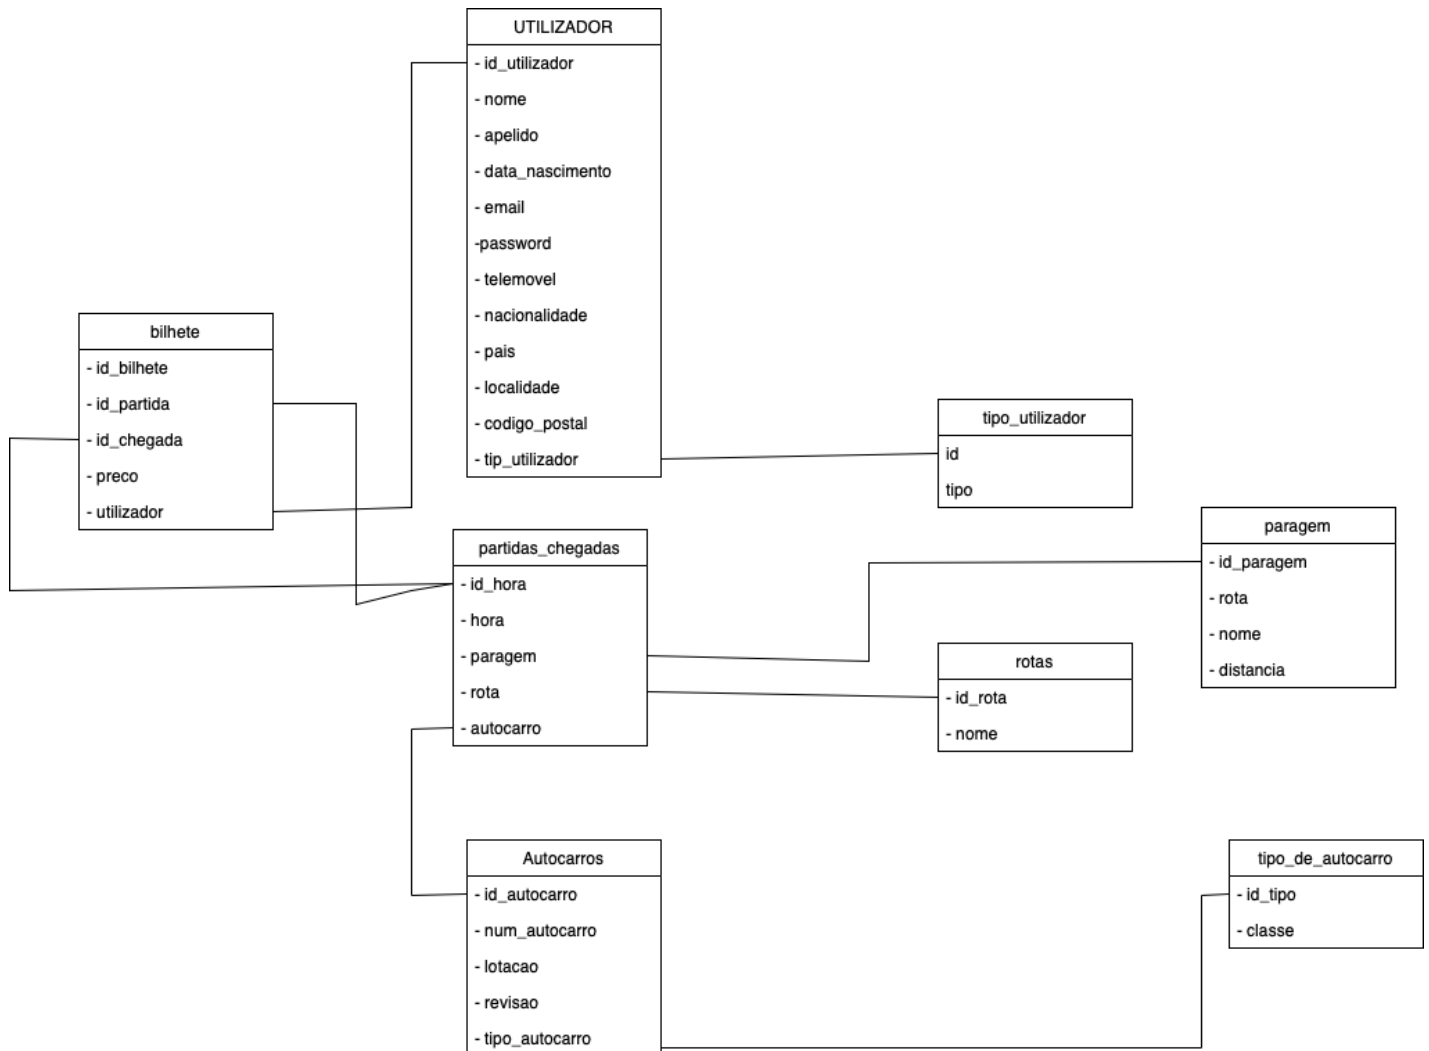 UTILIZADOR
- id_utilizador
- nome
- apelido
- data_nascimento
- email
-password
- telemovel
- nacionalidade
- pais
- localidade
- codigo_postal
- tip_utilizador
bilhete
- id_bilhete
- id_partida
- id_chegada
- preco
- utilizador
tipo_utilizador
id
tipo
partidas_chegadas
- id_hora
- hora
- paragem
- rota
- autocarro
paragem
- id_paragem
- rota
- nome
- distancia
rotas
- id_rota
- nome
Autocarros
- id_autocarro
- num_autocarro
- lotacao
- revisao
- tipo_autocarro
tipo_de_autocarro
- id_tipo
- classe